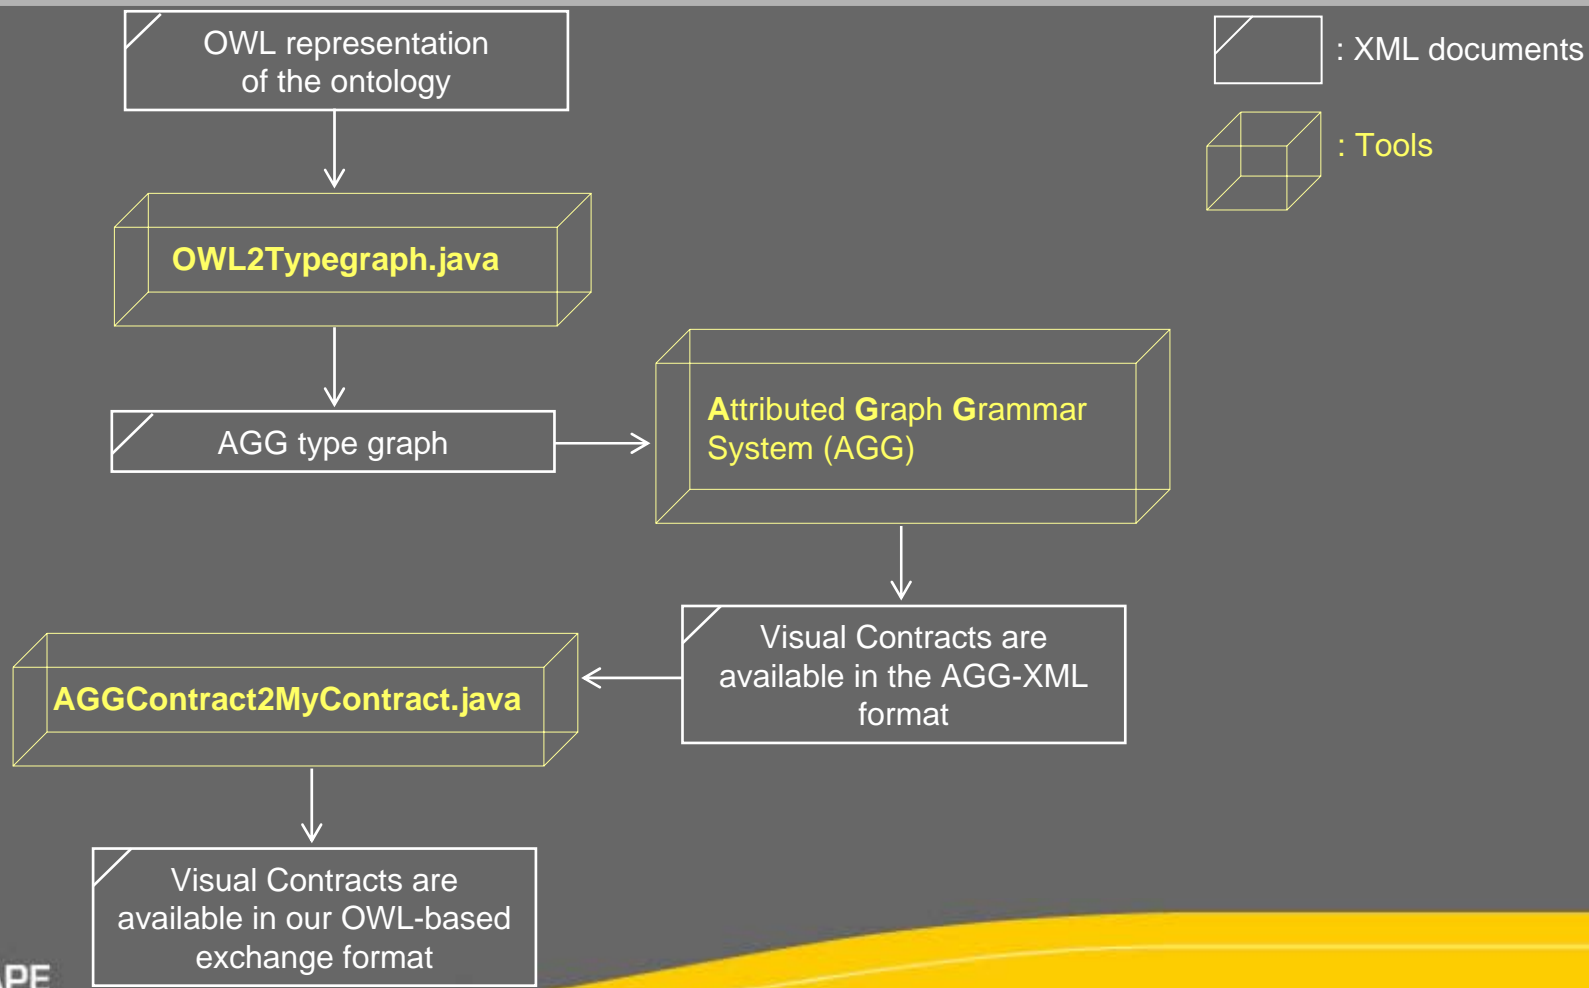 OWL representation
of the ontology
: XML documents
: Tools
OWL2Typegraph.java
AGG type graph
Attributed Graph Grammar
System (AGG)
Visual Contracts are
available in the AGG-XML
format
AGGContract2MyContract.java
Visual Contracts are
available in our OWL-based
exchange format